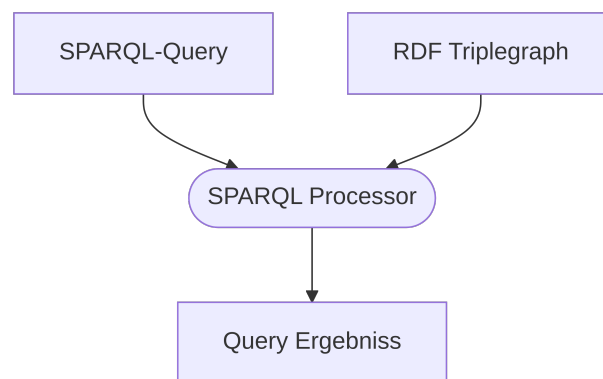 SPARQL-Query
RDF Triplegraph
SPARQL Processor
Query Ergebniss